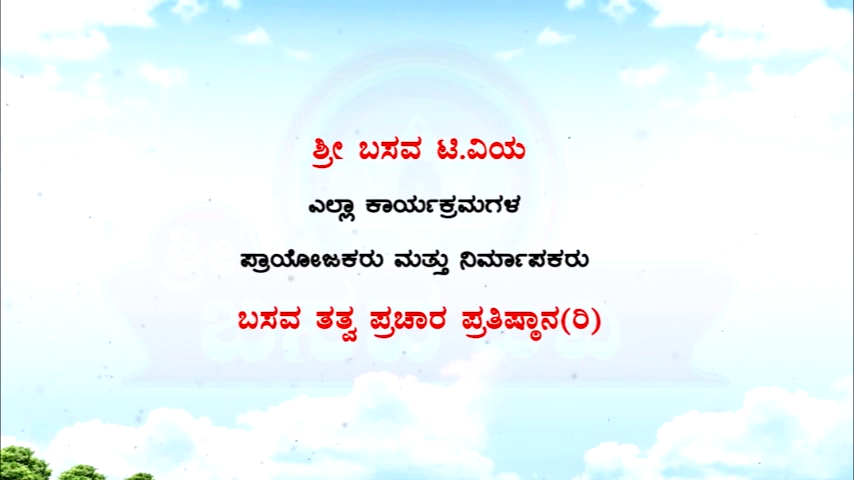 ಶ್ರೀ ಬಸವ ಟಿ.ವಿಯ
ಎಲ್ಲಾ ಕಾರ್ಯಕ್ರಮಗಳ
ಪ್ರಾಯೋಜಕರು ಮತ್ತು ನಿರ್ಮಾಪಕರು
ಬಸವ ತತ್ವ ಪ್ರಚಾರ ಪ್ರತಿಷ್ಠಾನ(ರಿ)